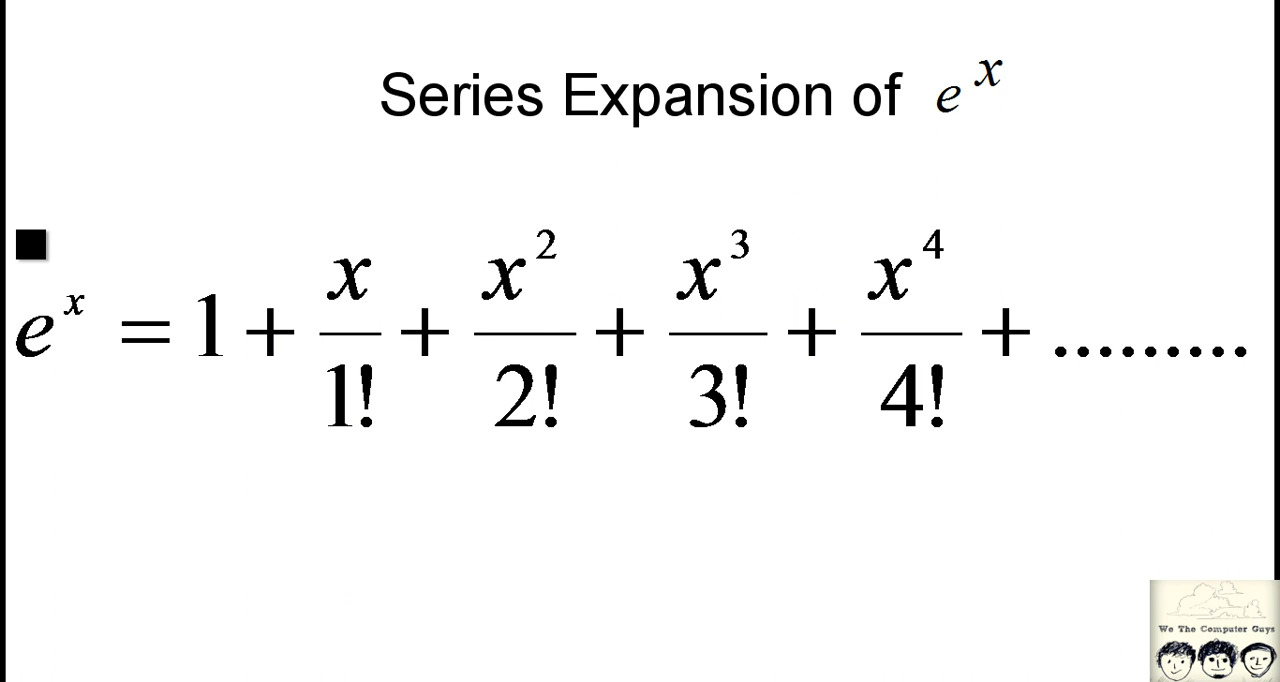 Series Expansion of e^x
e^x = 1 + x/1! + x^2/2! + x^3/3! + x^4/4! + .........
We The Computer Guys